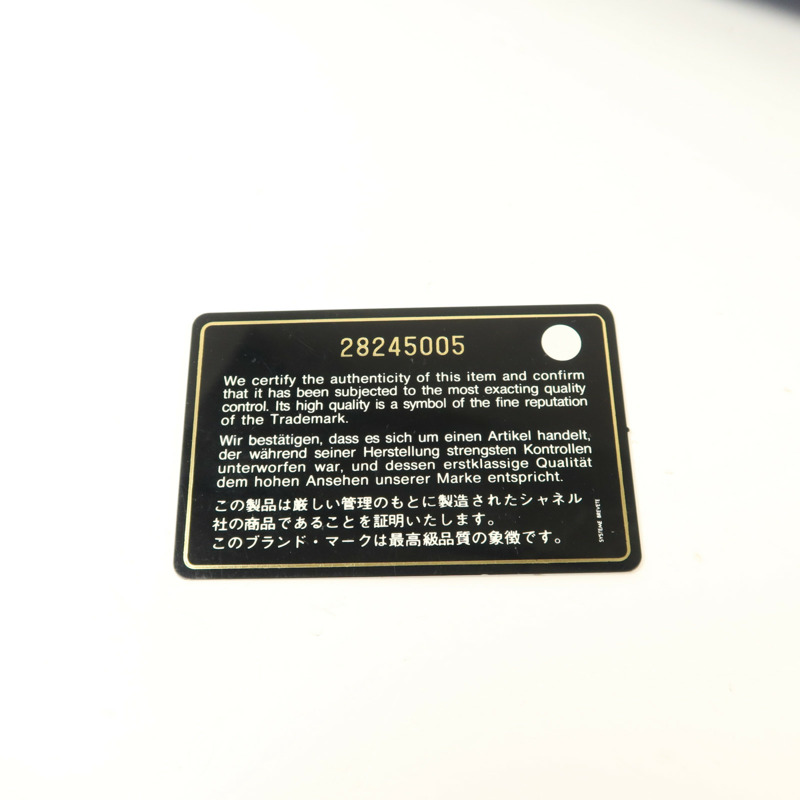 28245005
We certify the authenticity of this item and confirm
that it has been subjected to the most exacting quality
control. Its high quality is a symbol of the fine reputation
of the Trademark.
Wir bestätigen, dass es sich um einen Artikel handelt,
der während seiner Herstellung strengsten Kontrollen
unterworfen war, und dessen erstklassige Qualität
dem hohen Ansehen unserer Marke entspricht.
この製品は厳しい管理のもとに製造されたシャネル
社の商品であることを証明いたします。
このブランド・マークは最高級品質の象徴です。
SYSTEME BREVETE